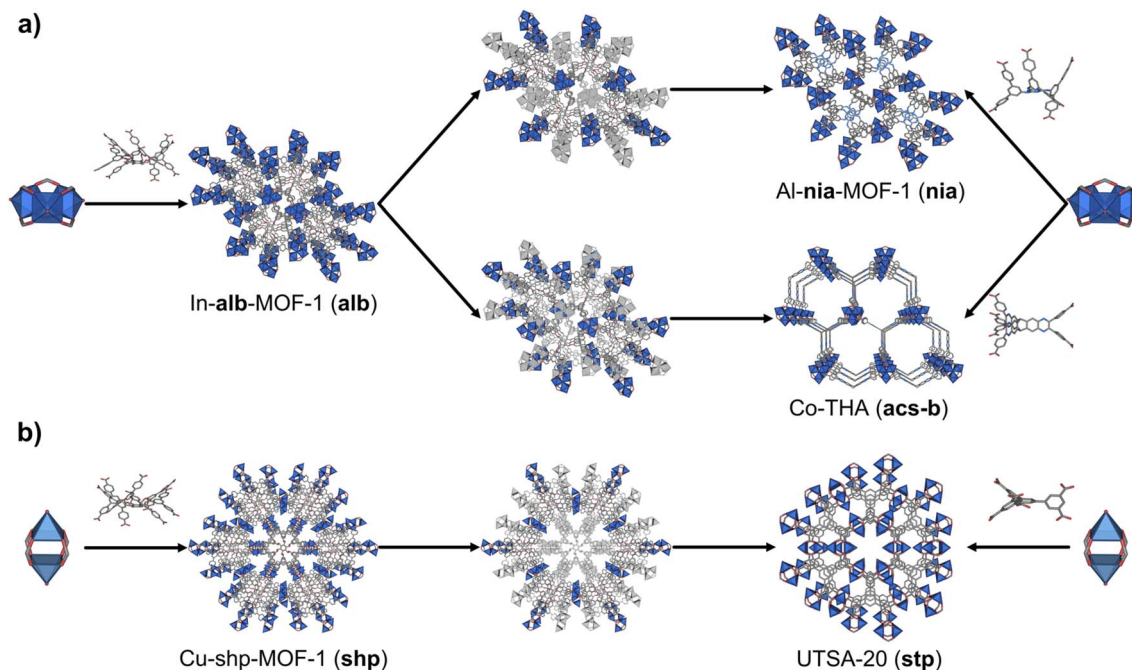 a)
Al-nia-MOF-1 (nia)
In-alb-MOF-1 (alb)
Co-THA (acs-b)
b)
Cu-shp-MOF-1 (shp)
UTSA-20 (stp)